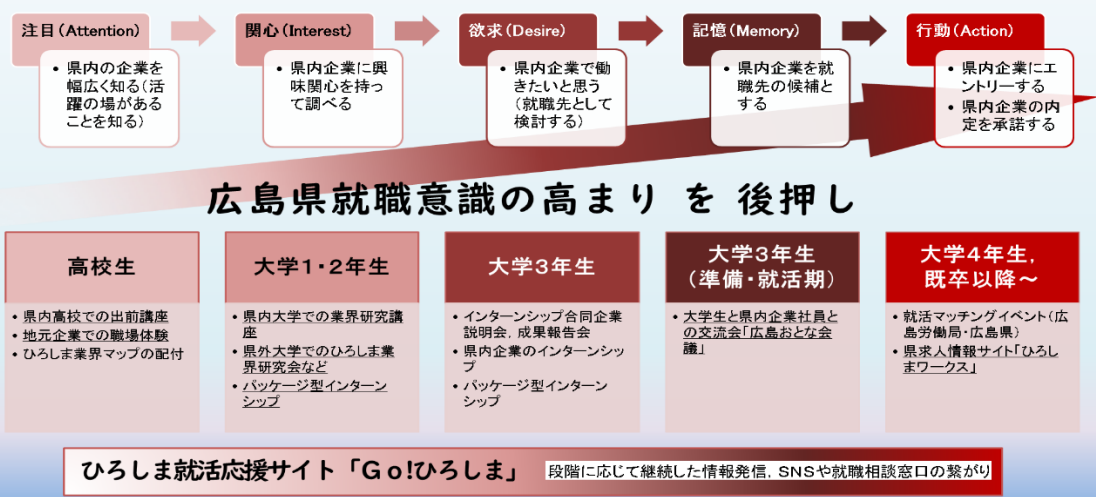 注目(Attention)
• 県内の企業を
幅広く知る(活
躍の場がある
ことを知る)
関心(Interest)
• 県内企業に興
味関心を持っ
て調べる
欲求(Desire)
• 県内企業で働
きたいと思う
(就職先として
検討する)
記憶(Memory)
• 県内企業を就
職先の候補と
する
行動(Action)
• 県内企業にエ
ントリーする
• 県内企業の内
定を承諾する
広島県就職意識の高まり を 後押し
高校生
• 県内高校での出前講座
• 地元企業での職場体験
• ひろしま業界マップの配付
大学1・2年生
• 県内大学での業界研究講
座
• 県外大学でのひろしま業
界研究会など
• パッケージ型インターン
シップ
大学3年生
• インターンシップ合同企業
説明会,成果報告会
• 県内企業のインターンシッ
プ
• パッケージ型インターン
シップ
大学3年生
(準備・就活期)
• 大学生と県内企業社員と
の交流会「広島おとな会
議」
大学4年生,
既卒以降~
• 就活マッチングイベント(広
島労働局・広島県)
• 県求人情報サイト「ひろし
まワークス」
ひろしま就活応援サイト「Go!ひろしま」 段階に応じて継続した情報発信,SNSや就職相談窓口の繋がり